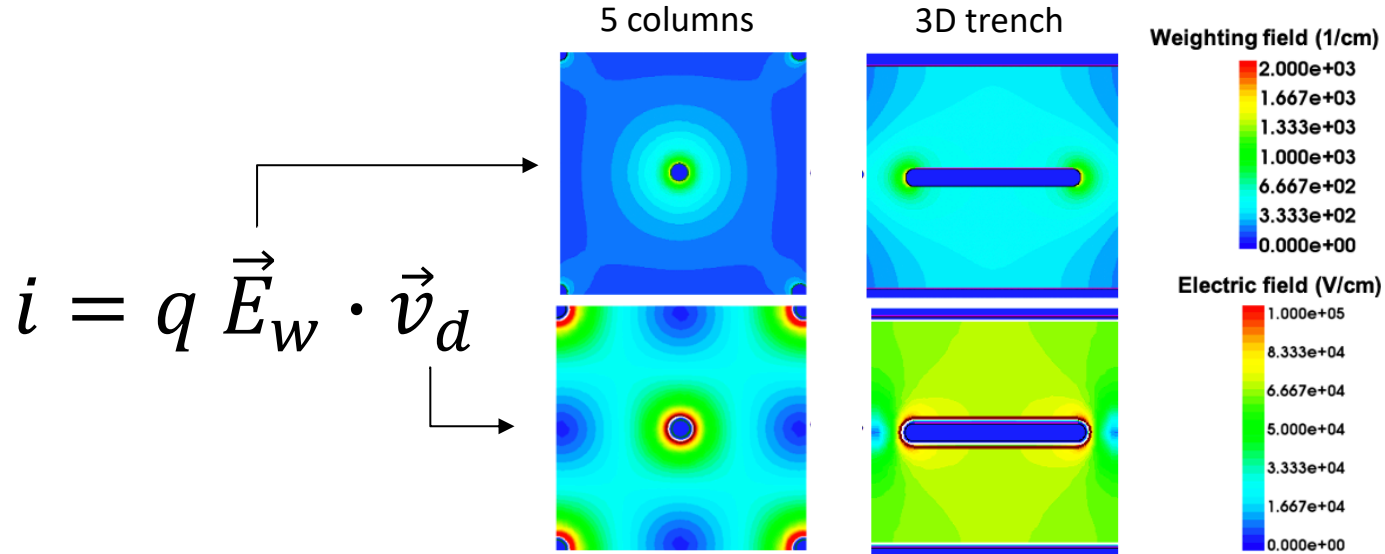 5 columns
3D trench
Weighting field (1/cm)
2.000e+03
1.667e+03
1.333e+03
1.000e+03
6.667e+02
3.333e+02
0.000e+00
i = q E⃗_w · v⃗_d
Electric field (V/cm)
1.000e+05
8.333e+04
6.667e+04
5.000e+04
3.333e+04
1.667e+04
0.000e+00